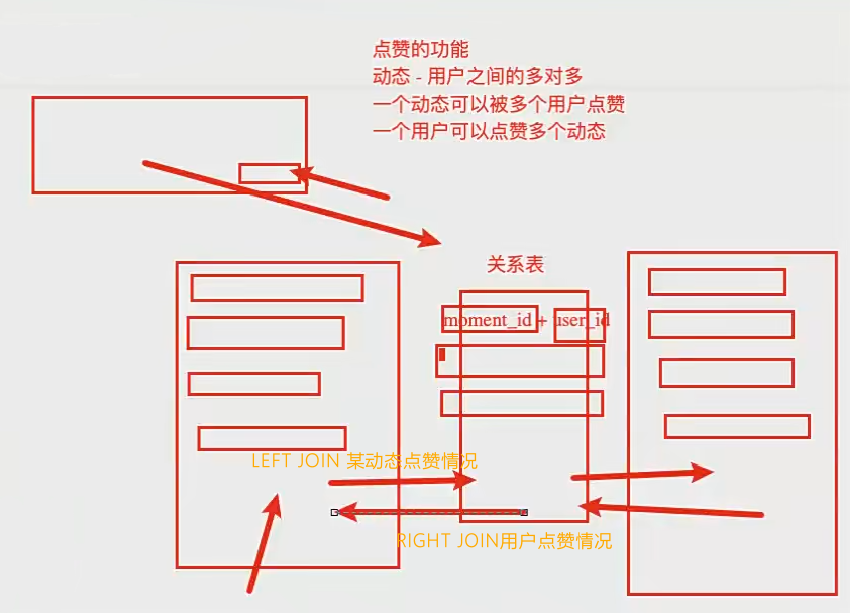 点赞的功能
动态 - 用户之间的多对多
一个动态可以被多个用户点赞
一个用户可以点赞多个动态
关系表
moment_id + user_id
LEFT JOIN 某动态点赞情况
RIGHT JOIN用户点赞情况